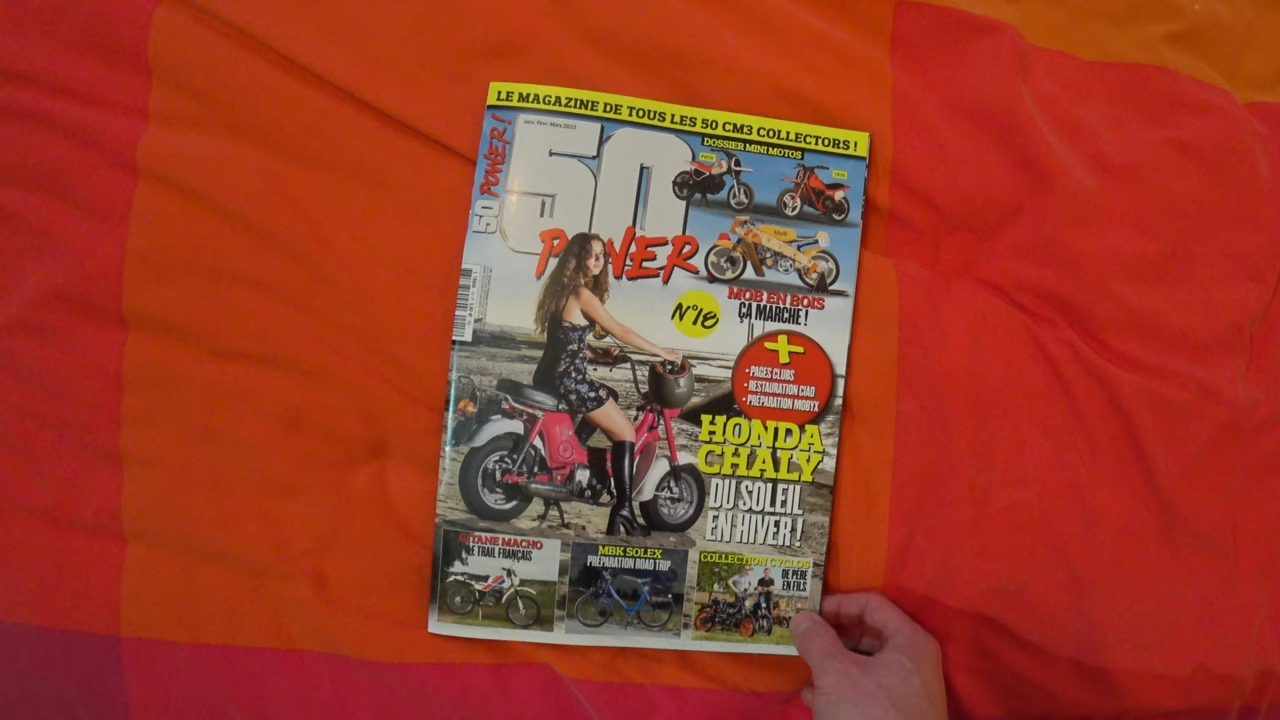 LE MAGAZINE DE TOUS LES 50 CM3 COLLECTORS !
Janv. Févr. Mars 2023
50 POWER !
50
POWER
DOSSIER MINI MOTOS
PW50
N°18
MOB EN BOIS
ÇA MARCHE !
+
- PAGES CLUBS
- RESTAURATION CIAO
- PRÉPARATION MOBYX
HONDA
CHALY
DU SOLEIL
EN HIVER !
GITANE MACHO
LE TRAIL FRANÇAIS
MBK SOLEX
PRÉPARATION ROAD TRIP
COLLECTION CYCLOS
DE PÈRE
EN FILS